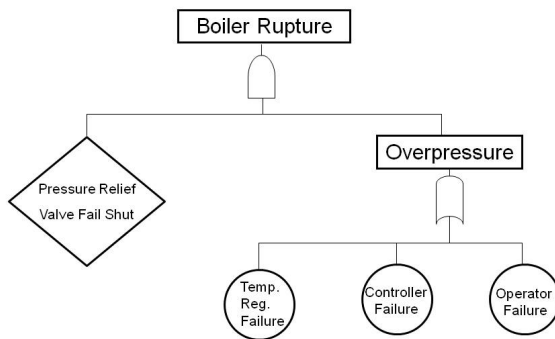 Boiler Rupture
Pressure Relief
Valve Fail Shut
Overpressure
Temp.
Reg.
Failure
Controller
Failure
Operator
Failure